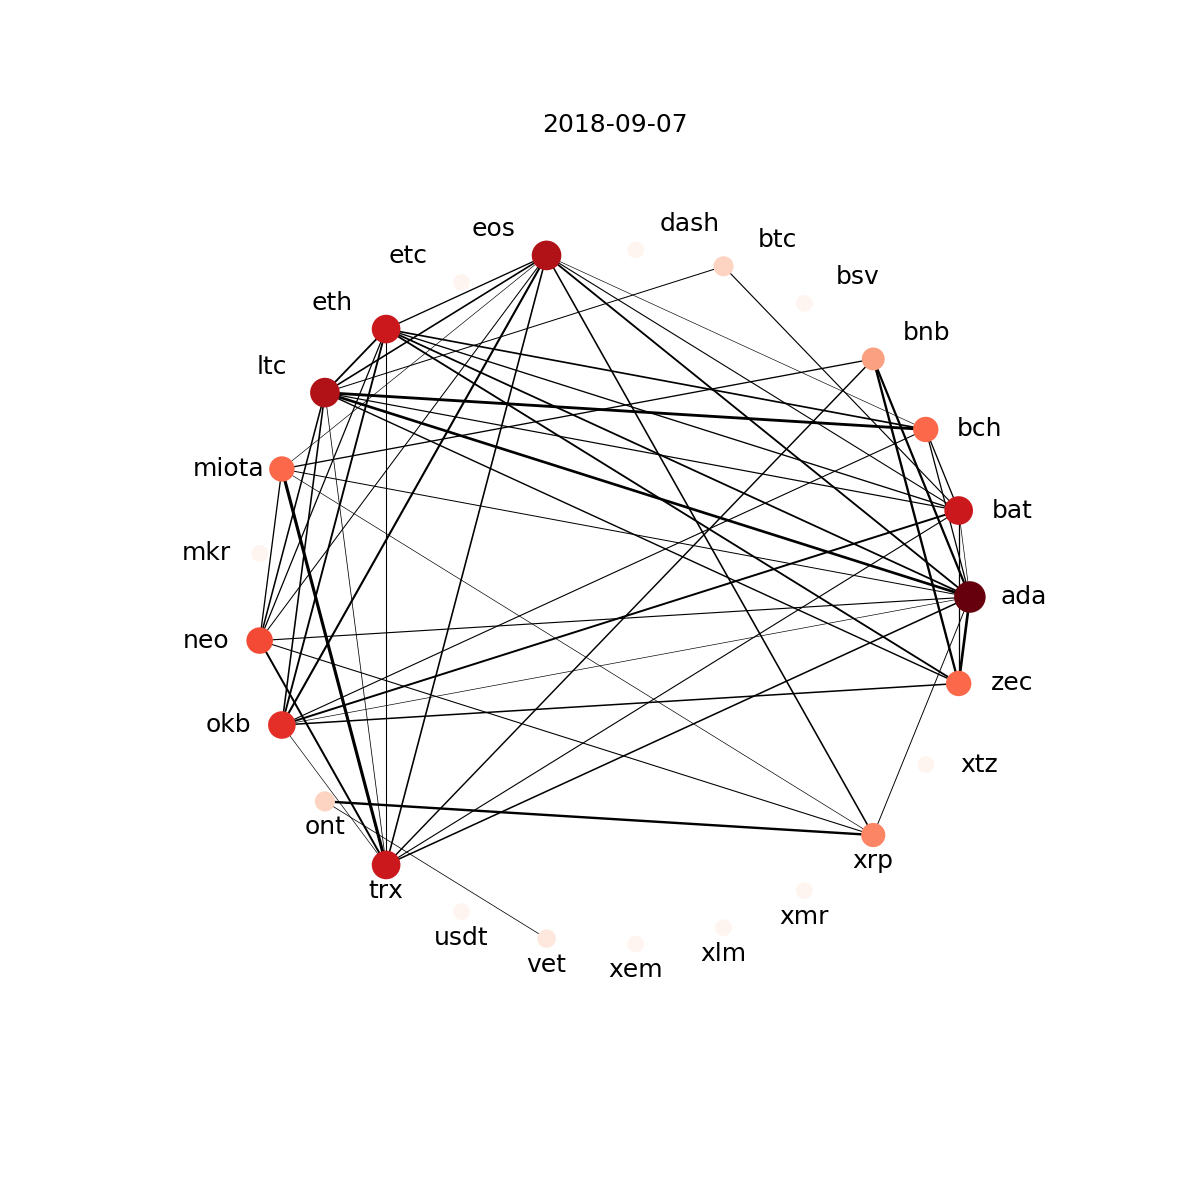 2018-09-07
dash
eos
btc
etc
bsv
eth
bnb
ltc
bch
miota
bat
mkr
ada
neo
zec
okb
xtz
ont
xrp
trx
xmr
usdt
xlm
vet
xem